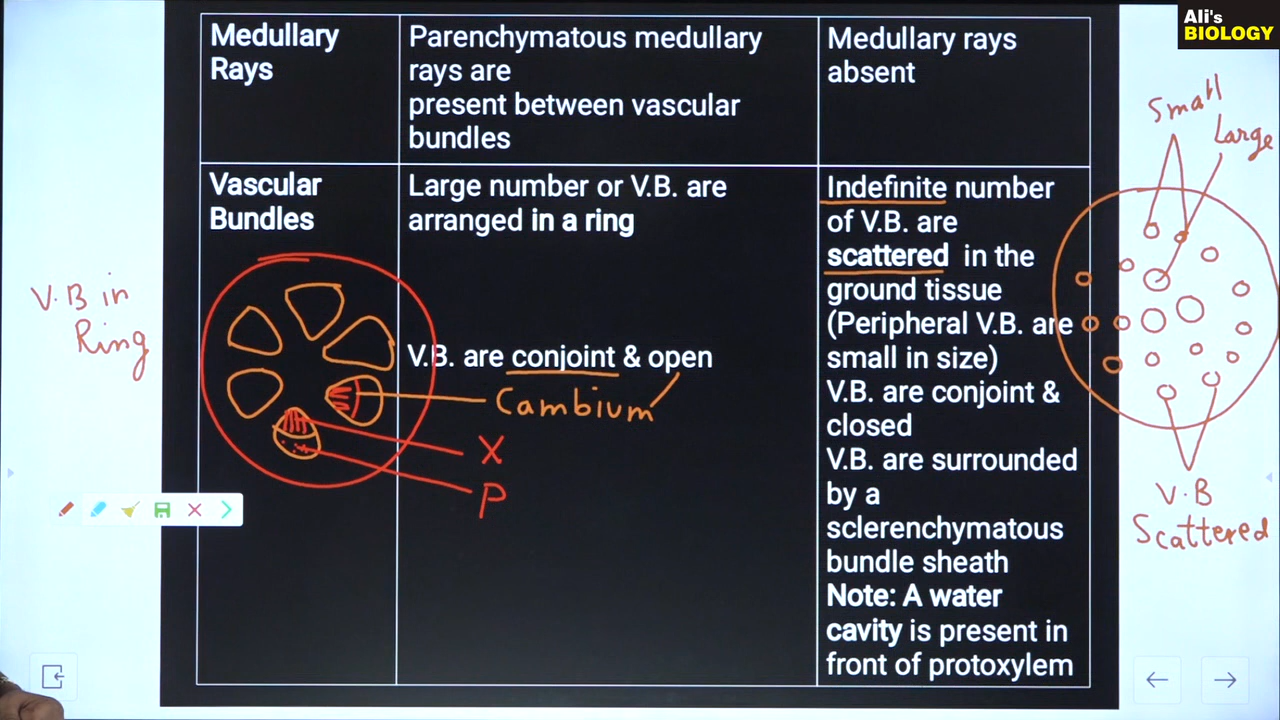 Ali's
BIOLOGY
Medullary
Rays
Parenchymatous medullary
rays are
present between vascular
bundles
Medullary rays
absent
Vascular
Bundles
Large number or V.B. are
arranged in a ring
V.B. are conjoint & open
Indefinite number
of V.B. are
scattered in the
ground tissue
(Peripheral V.B. are
small in size)
V.B. are conjoint &
closed
V.B. are surrounded
by a
sclerenchymatous
bundle sheath
Note: A water
cavity is present in
front of protoxylem
V.B in
Ring
Cambium
X
P
Small
Large
V.B
Scattered